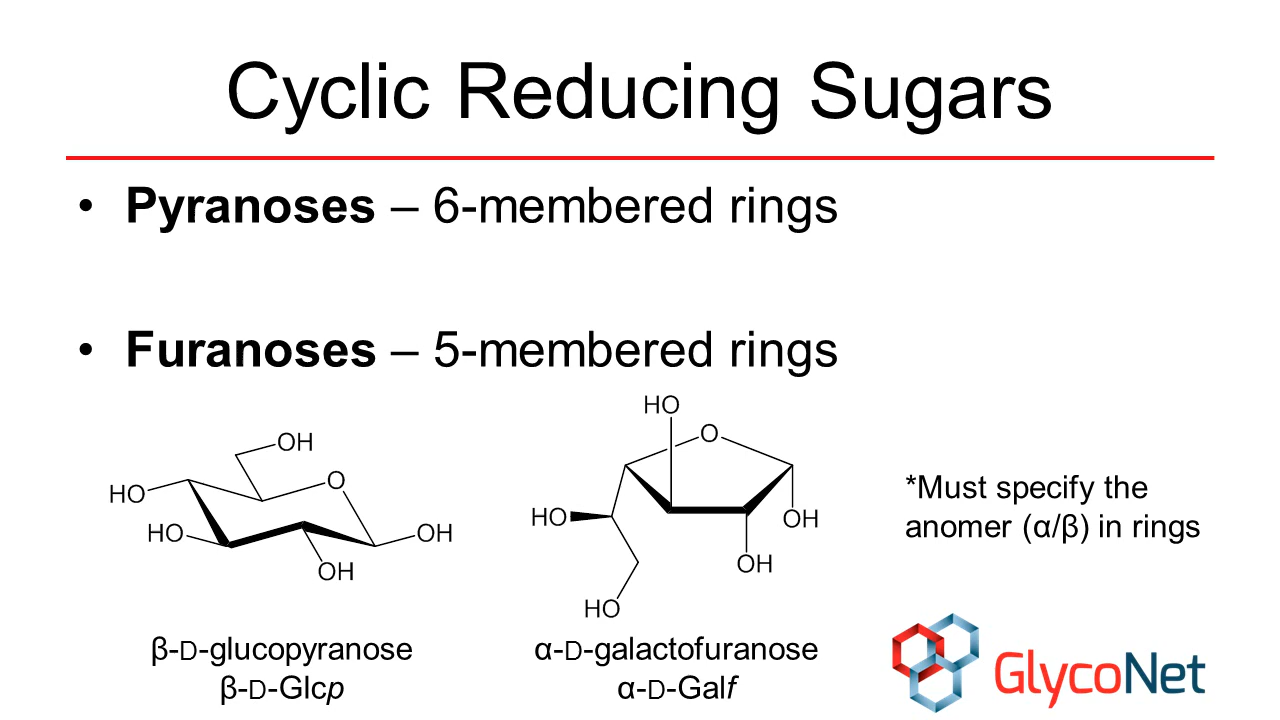 Cyclic Reducing Sugars
• Pyranoses – 6-membered rings
• Furanoses – 5-membered rings
OH
O
HO
HO
OH
OH
HO
O
HO
OH
OH
HO
*Must specify the
anomer (α/β) in rings
β-D-glucopyranose
β-D-Glcp
α-D-galactofuranose
α-D-Galf
GlycoNet